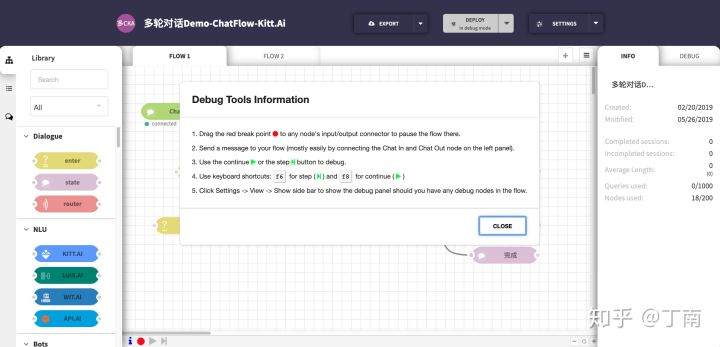 多CKA
多轮对话Demo-ChatFlow-Kitt.Ai
EXPORT
DEPLOY
in debug mode
SETTINGS
Library
Search
All
Dialogue
enter
state
router
NLU
KITT.AI
LUIS.AI
WIT.AI
API.AI
Bots
FLOW 1
FLOW 2
Cha
connected
Debug Tools Information
1. Drag the red break point to any node's input/output connector to pause the flow there.
2. Send a message to your flow (mostly easily by connecting the Chat In and Chat Out node on the left panel).
3. Use the continue or the step button to debug.
4. Use keyboard shortcuts: f6 for step ( ) and f8 for continue ( )
5. Click Settings -> View -> Show side bar to show the debug panel should you have any debug nodes in the flow.
CLOSE
完成
INFO
DEBUG
多轮对话D...
Created: 02/20/2019
Modified: 05/26/2019
Completed sessions: 0
Incompleted sessions: 0
Average Length: 0
(0)
Queries used: 0/1000
Nodes used: 18/200
知乎 @丁南